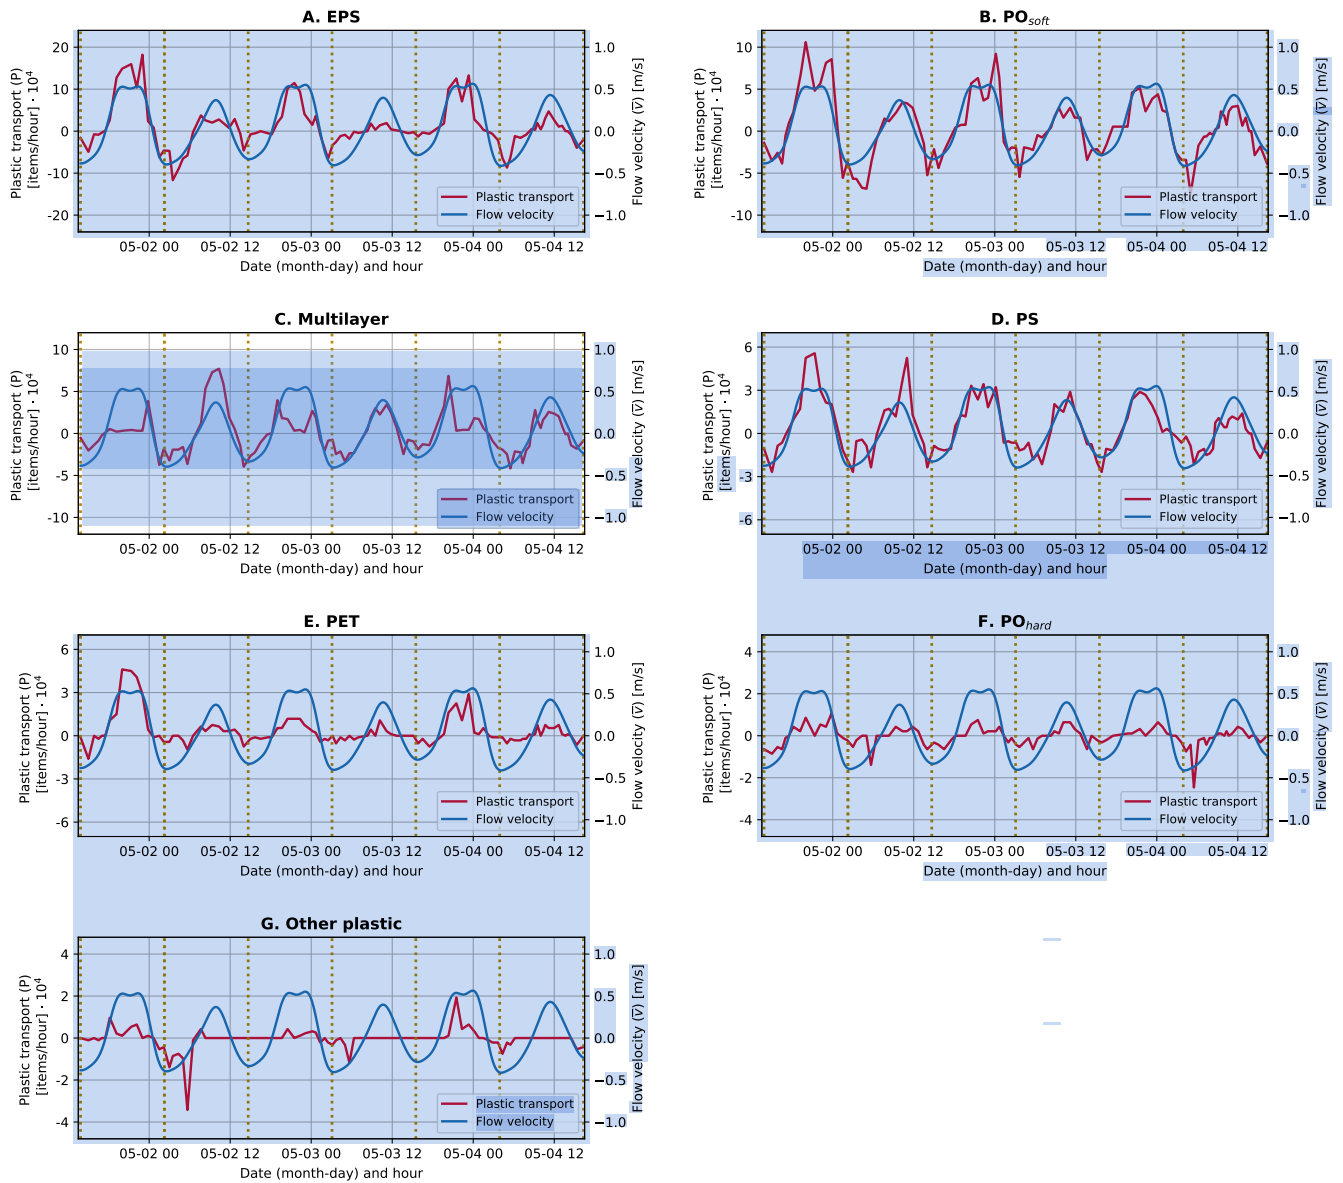 A. EPS
Plastic transport (P)
[items/hour] · 10⁴
20
10
0
-10
-20
1.0
0.5
0.0
−0.5
−1.0
Flow velocity (v̅) [m/s]
Plastic transport
Flow velocity
05-02 00 05-02 12 05-03 00 05-03 12 05-04 00 05-04 12
Date (month-day) and hour
B. PO_soft
Plastic transport (P)
[items/hour] · 10⁴
10
5
0
-5
-10
1.0
0.5
0.0
−0.5
−1.0
Flow velocity (v̅) [m/s]
Plastic transport
Flow velocity
05-02 00 05-02 12 05-03 00 05-03 12 05-04 00 05-04 12
Date (month-day) and hour
C. Multilayer
Plastic transport (P)
[items/hour] · 10⁴
10
5
0
-5
-10
1.0
0.5
0.0
−0.5
−1.0
Flow velocity (v̅) [m/s]
Plastic transport
Flow velocity
05-02 00 05-02 12 05-03 00 05-03 12 05-04 00 05-04 12
Date (month-day) and hour
D. PS
Plastic transport (P)
[items/hour] · 10⁴
6
3
0
-3
-6
1.0
0.5
0.0
−0.5
−1.0
Flow velocity (v̅) [m/s]
Plastic transport
Flow velocity
05-02 00 05-02 12 05-03 00 05-03 12 05-04 00 05-04 12
Date (month-day) and hour
E. PET
Plastic transport (P)
[items/hour] · 10⁴
6
3
0
-3
-6
1.0
0.5
0.0
−0.5
−1.0
Flow velocity (v̅) [m/s]
Plastic transport
Flow velocity
05-02 00 05-02 12 05-03 00 05-03 12 05-04 00 05-04 12
Date (month-day) and hour
F. PO_hard
Plastic transport (P)
[items/hour] · 10⁴
4
2
0
-2
-4
1.0
0.5
0.0
−0.5
−1.0
Flow velocity (v̅) [m/s]
Plastic transport
Flow velocity
05-02 00 05-02 12 05-03 00 05-03 12 05-04 00 05-04 12
Date (month-day) and hour
G. Other plastic
Plastic transport (P)
[items/hour] · 10⁴
4
2
0
-2
-4
1.0
0.5
0.0
−0.5
−1.0
Flow velocity (v̅) [m/s]
Plastic transport
Flow velocity
05-02 00 05-02 12 05-03 00 05-03 12 05-04 00 05-04 12
Date (month-day) and hour